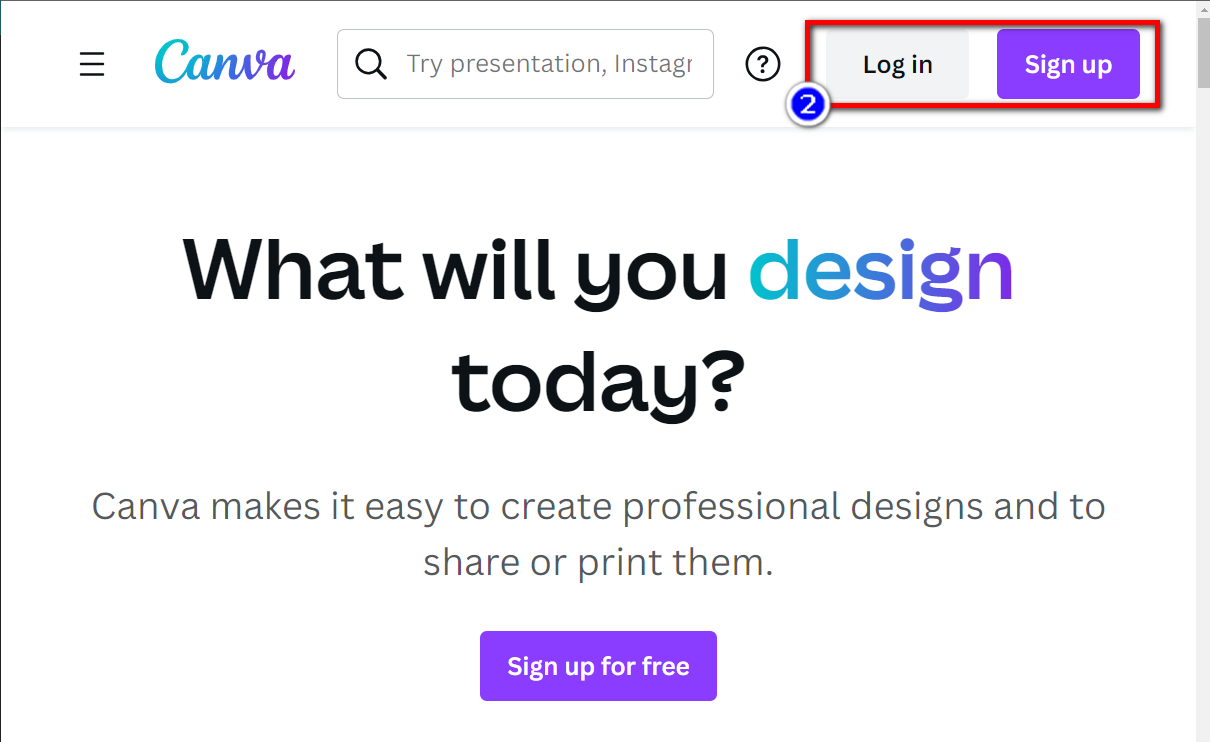 Canva
Try presentation, Instagr
?
Log in
Sign up
2
What will you design
today?
Canva makes it easy to create professional designs and to
share or print them.
Sign up for free